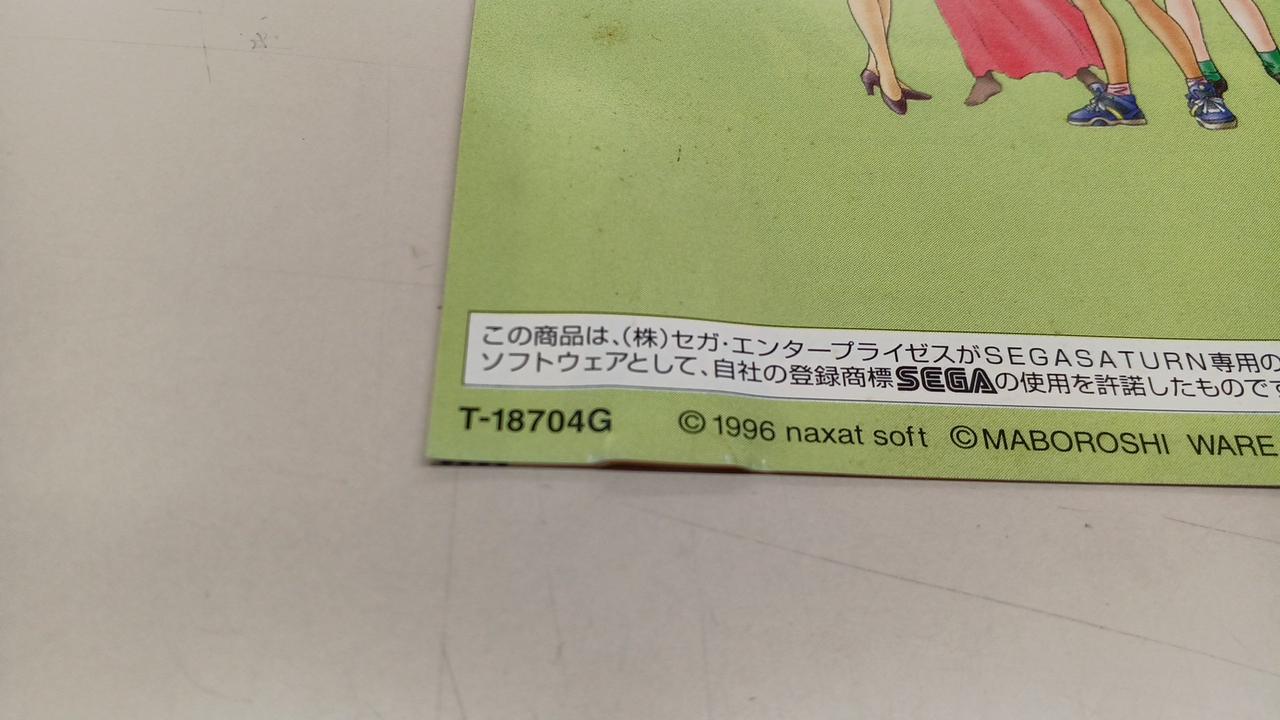 この商品は、(株)セガ・エンタープライゼスがSEGASATURN専用の
ソフトウェアとして、自社の登録商標SEGAの使用を許諾したものです
T-18704G ©1996 naxat soft ©MABOROSHI WARE